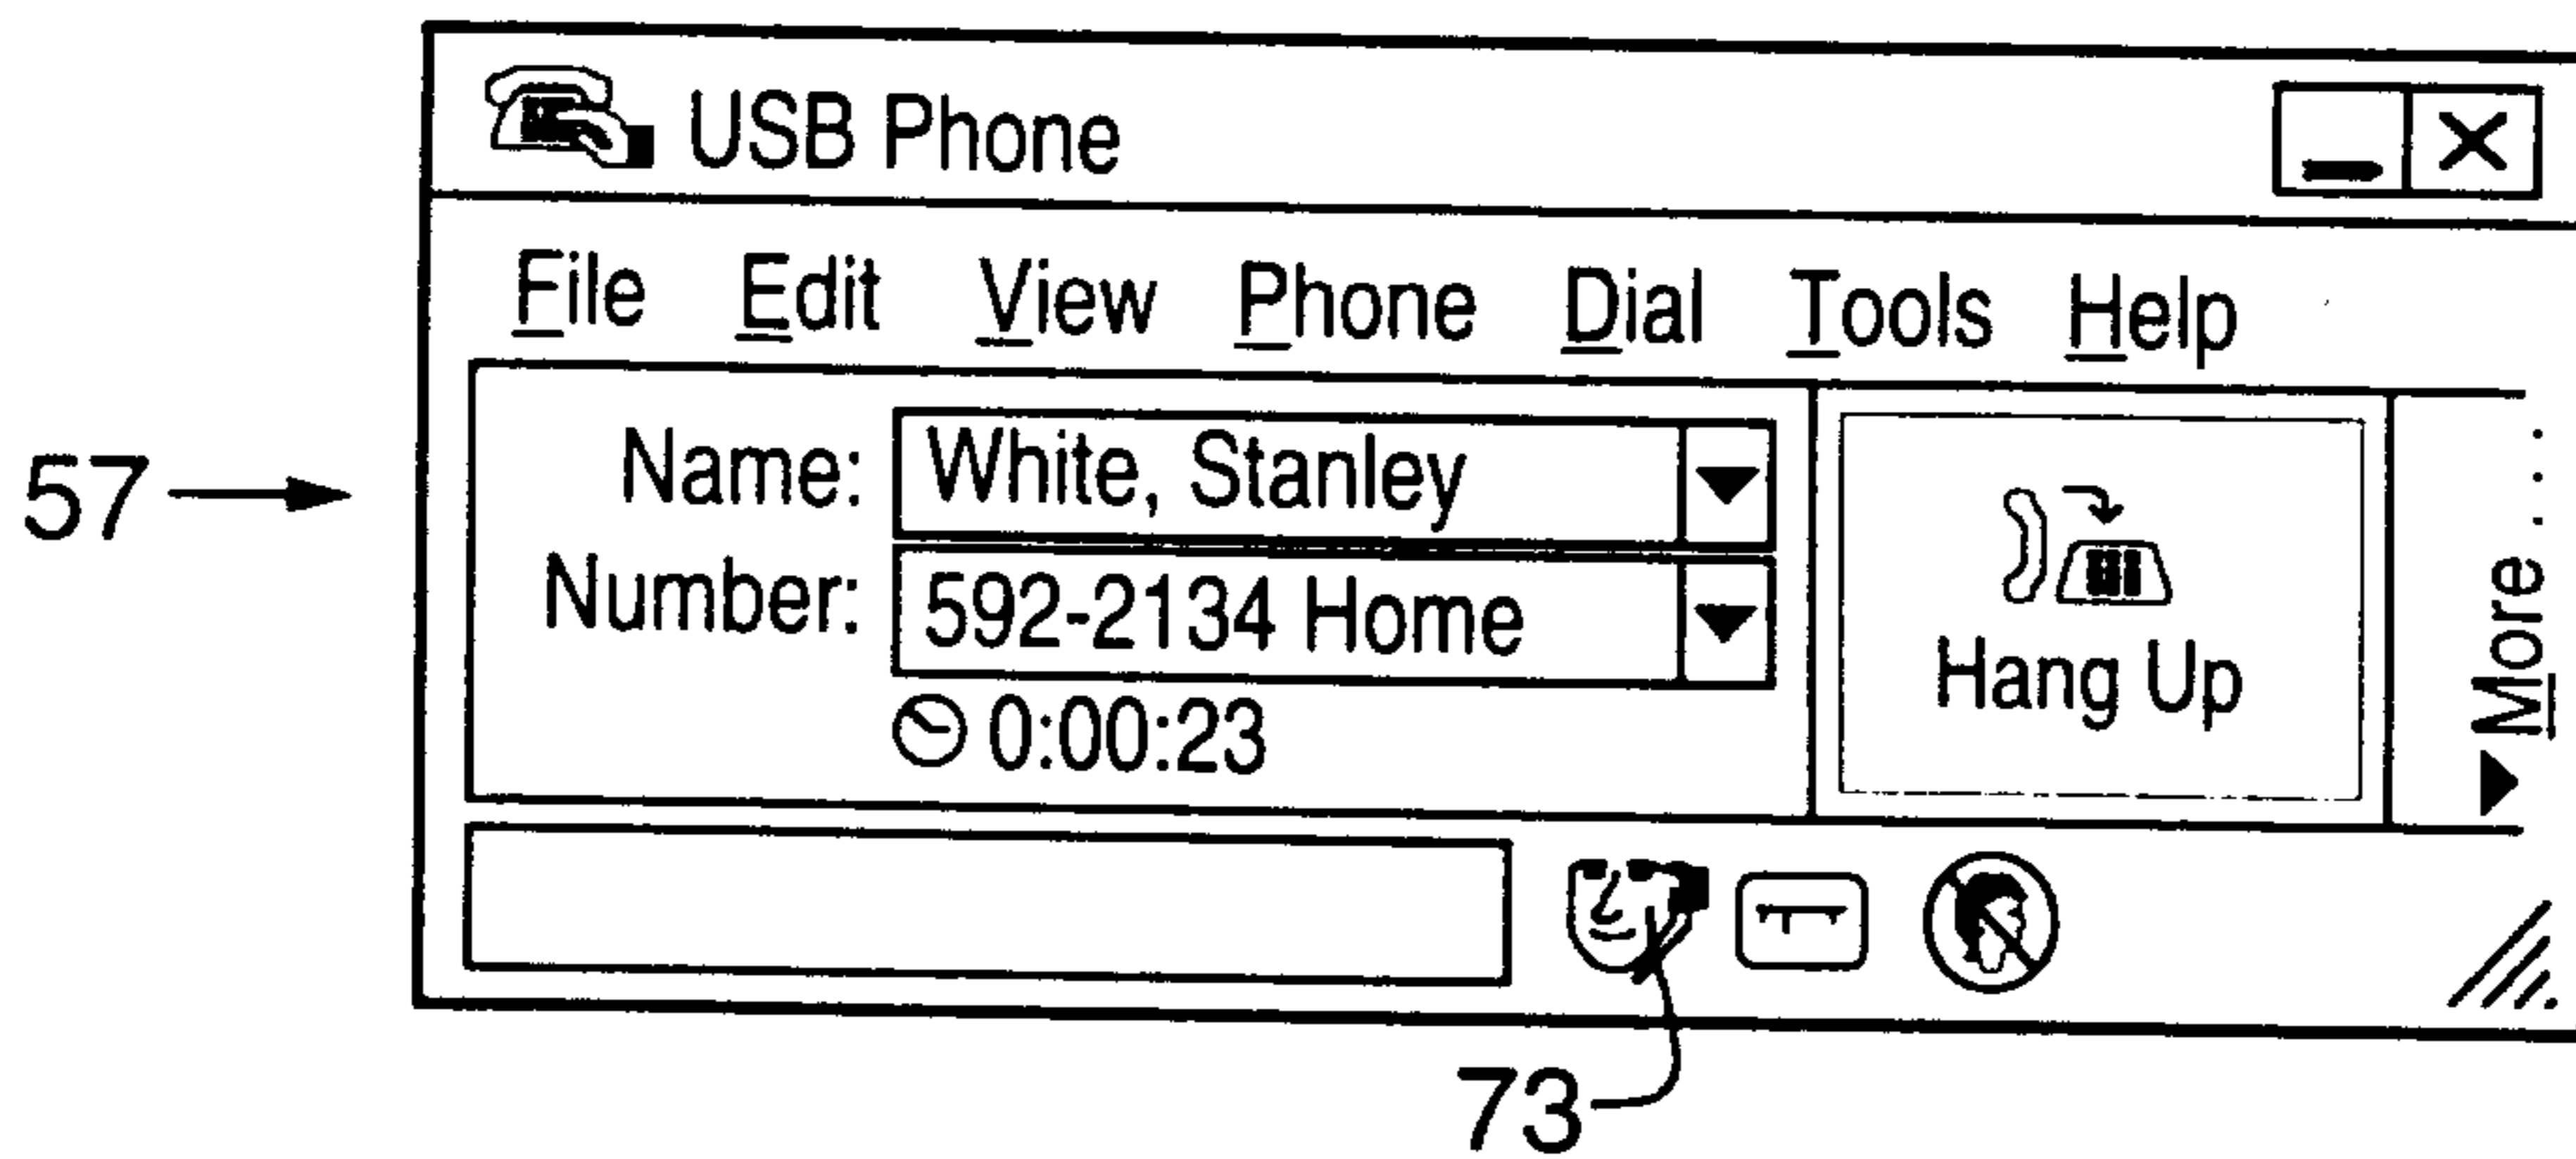 USB Phone
File Edit View Phone Dial Tools Help
57
Name: White, Stanley
Number: 592-2134 Home
0:00:23
Hang Up
More....
73